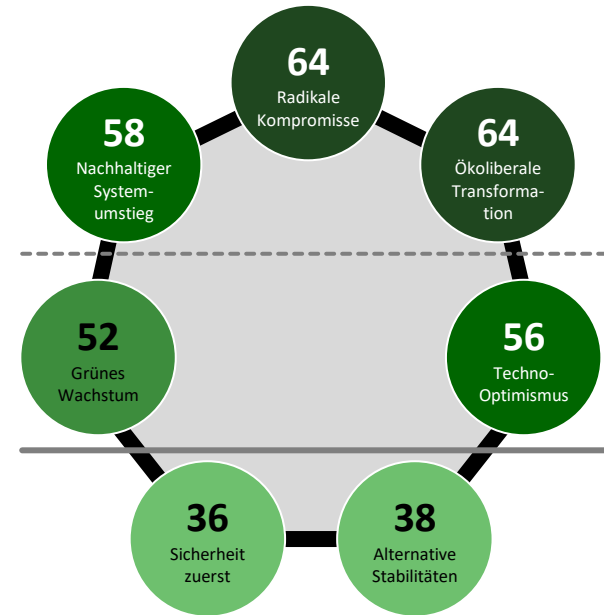 64
Radikale
Kompromisse
58
Nachhaltiger
System-
umstieg
64
Ökoliberale
Transforma-
tion
52
Grünes
Wachstum
56
Techno-
Optimismus
36
Sicherheit
zuerst
38
Alternative
Stabilitäten